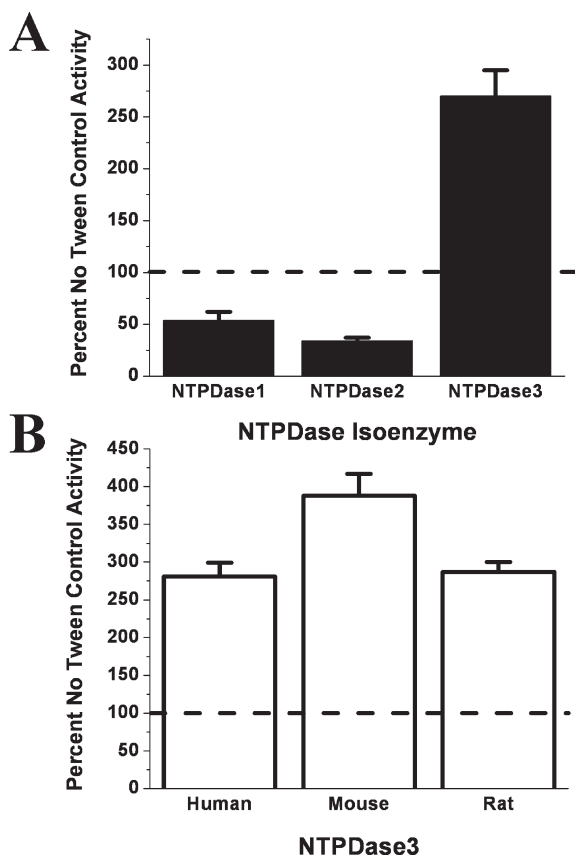 A
Percent No Tween Control Activity
300
250
200
150
100
50
0
NTPDase1 NTPDase2 NTPDase3
NTPDase Isoenzyme
B
Percent No Tween Control Activity
450
400
350
300
250
200
150
100
50
0
Human Mouse Rat
NTPDase3